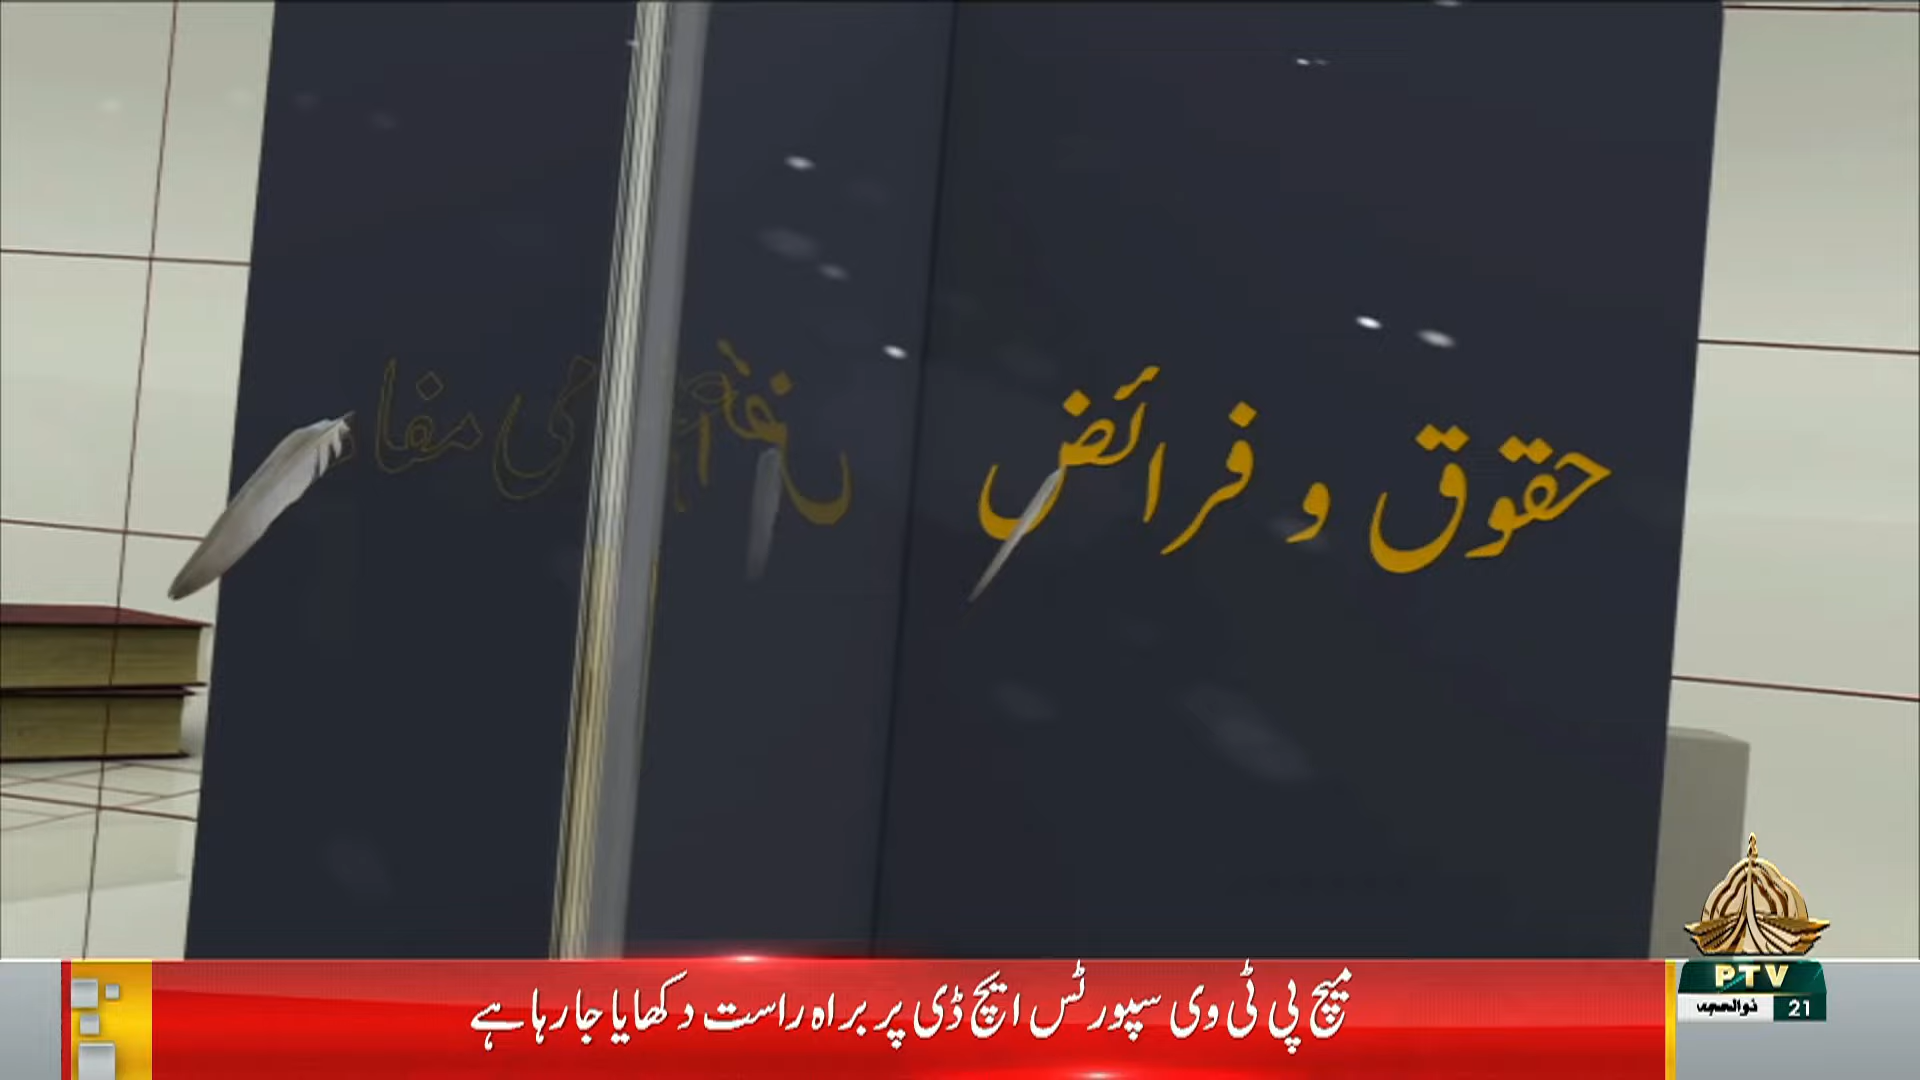 حقوق و فرائض
میچ پی ٹی وی سپورٹس ایچ ڈی پر براہ راست دکھایا جا رہا ہے
PTV
21 ذوالحجہ